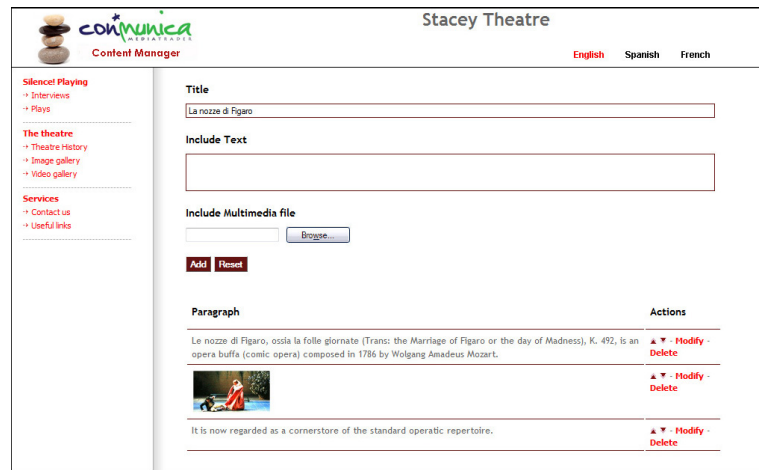 conmunica
MEDIATRADER
Content Manager
Stacey Theatre
English Spanish French
Silence! Playing
Interviews
Plays
The theatre
Theatre History
Image gallery
Video gallery
Services
Contact us
Useful links
Title
La nozze di Figaro
Include Text
Include Multimedia file
Browse...
Add Reset
Paragraph Actions
Le nozze di Figaro, ossia la folle giornate (Trans: the Marriage of Figaro or the day of Madness), K. 492, is an
opera buffa (comic opera) composed in 1786 by Wolgang Amadeus Mozart.
▲ ▼ - Modify -
Delete
▲ ▼ - Modify -
Delete
It is now regarded as a cornerstone of the standard operatic repertoire.
▲ ▼ - Modify -
Delete